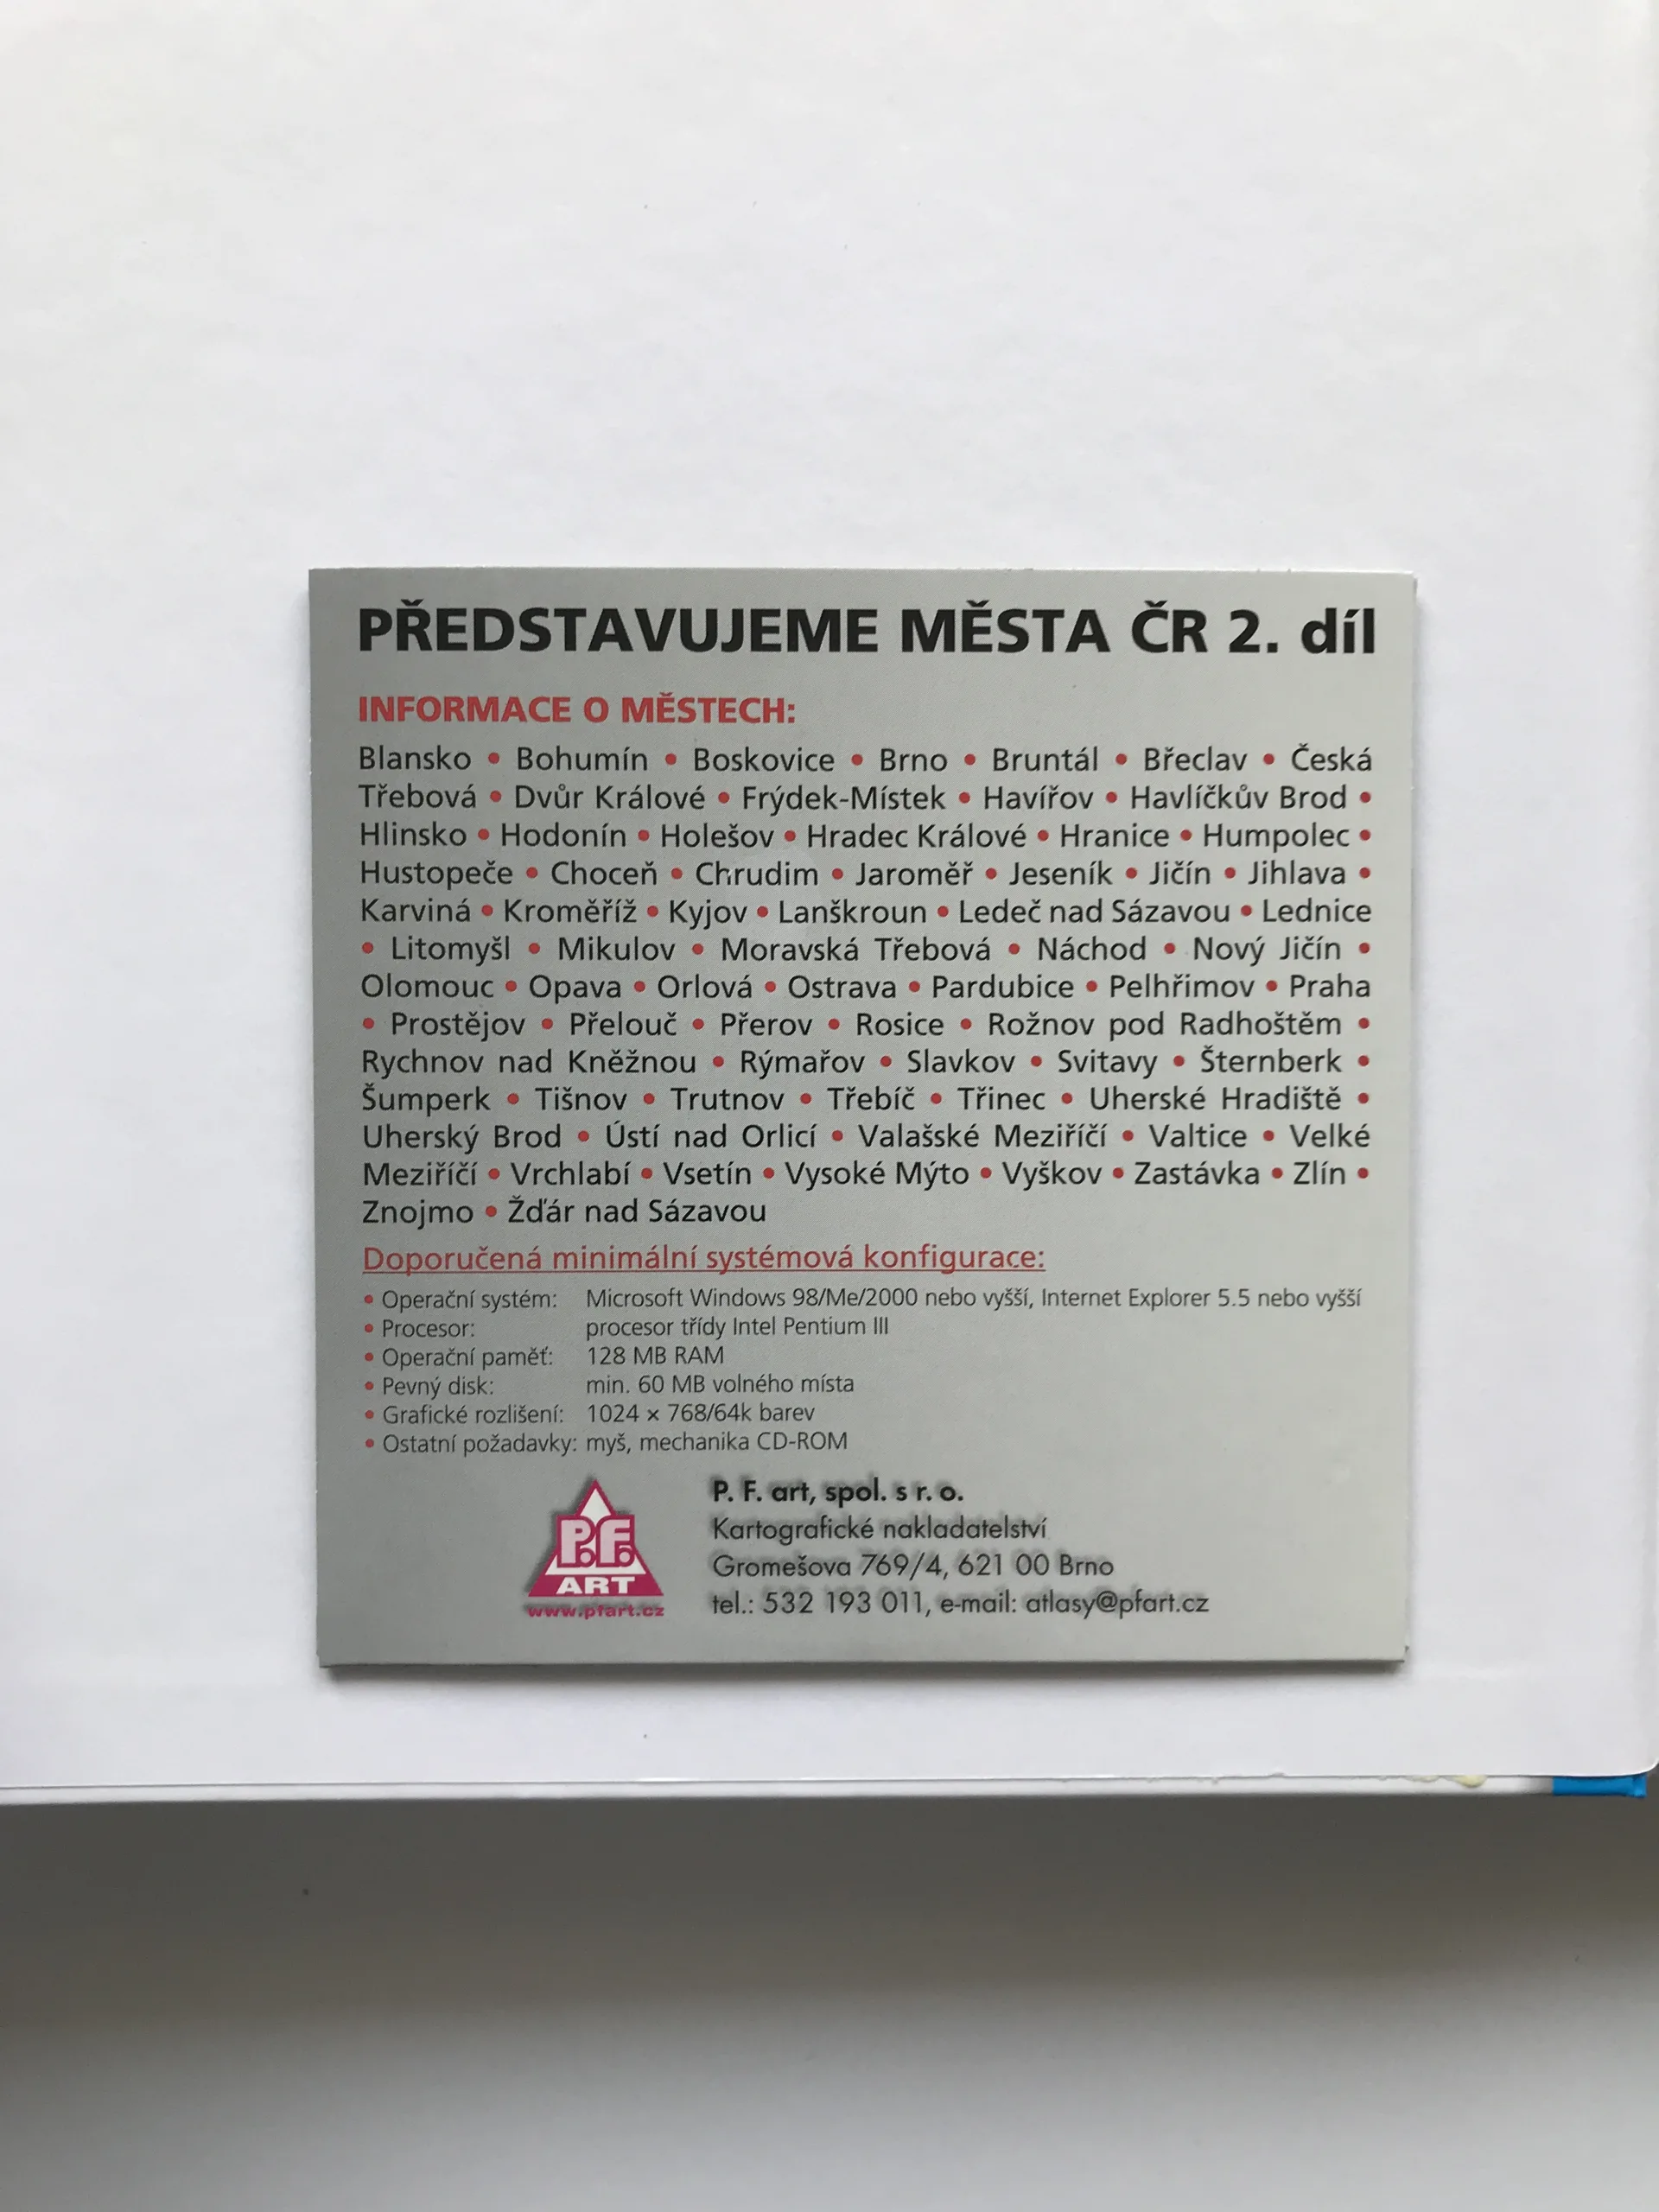 PŘEDSTAVUJEME MĚSTA ČR 2. díl
INFORMACE O MĚSTECH:
Blansko • Bohumín • Boskovice • Brno • Bruntál • Břeclav • Česká
Třebová • Dvůr Králové • Frýdek-Místek • Havířov • Havlíčkův Brod •
Hlinsko • Hodonín • Holešov • Hradec Králové • Hranice • Humpolec •
Hustopeče • Choceň • Chrudim • Jaroměř • Jeseník • Jičín • Jihlava •
Karviná • Kroměříž • Kyjov • Lanškroun • Ledeč nad Sázavou • Lednice
• Litomyšl • Mikulov • Moravská Třebová • Náchod • Nový Jičín •
Olomouc • Opava • Orlová • Ostrava • Pardubice • Pelhřimov • Praha
• Prostějov • Přelouč • Přerov • Rosice • Rožnov pod Radhoštěm •
Rychnov nad Kněžnou • Rýmařov • Slavkov • Svitavy • Šternberk •
Šumperk • Tišnov • Trutnov • Třebíč • Třinec • Uherské Hradiště •
Uherský Brod • Ústí nad Orlicí • Valašské Meziříčí • Valtice • Velké
Meziříčí • Vrchlabí • Vsetín • Vysoké Mýto • Vyškov • Zastávka • Zlín •
Znojmo • Žďár nad Sázavou
Doporučená minimální systémová konfigurace:
• Operační systém: Microsoft Windows 98/Me/2000 nebo vyšší, Internet Explorer 5.5 nebo vyšší
• Procesor: procesor třídy Intel Pentium III
• Operační paměť: 128 MB RAM
• Pevný disk: min. 60 MB volného místa
• Grafické rozlišení: 1024 × 768/64k barev
• Ostatní požadavky: myš, mechanika CD-ROM
P.F.
ART
www.pfart.cz
P. F. art, spol. s r. o.
Kartografické nakladatelství
Gromešova 769/4, 621 00 Brno
tel.: 532 193 011, e-mail: atlasy@pfart.cz